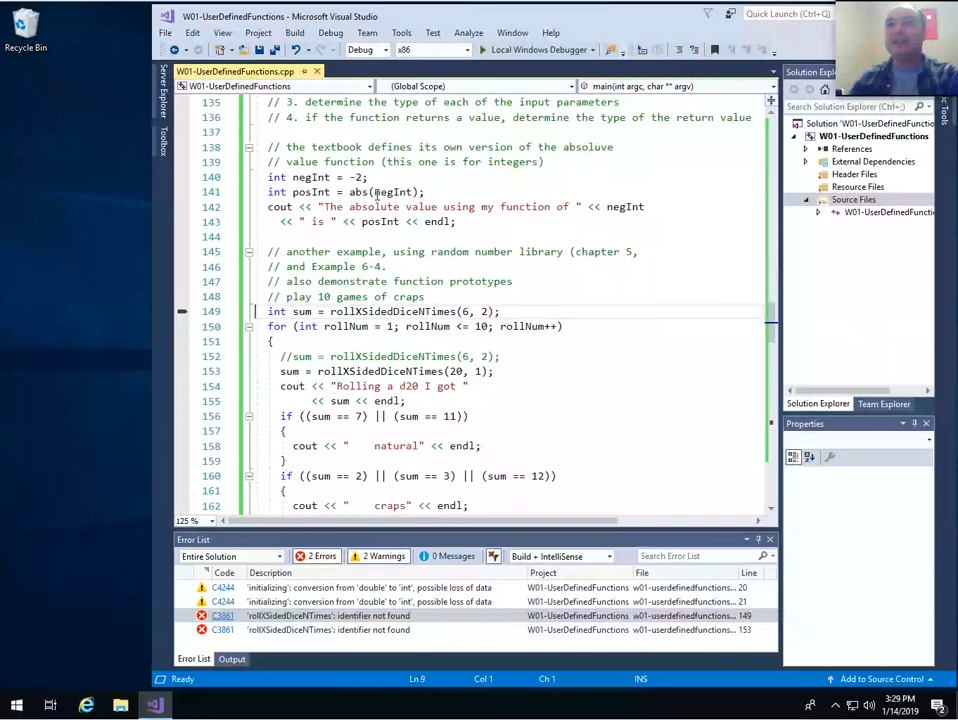 Recycle Bin
W01-UserDefinedFunctions - Microsoft Visual Studio
Quick Launch (Ctrl+Q)
File Edit View Project Build Debug Team Tools Test Analyze Window Help
Debug x86 Local Windows Debugger
W01-UserDefinedFunctions.cpp
W01-UserDefinedFunctions (Global Scope) main(int argc, char ** argv)
Server Explorer
Toolbox
135 // 3. determine the type of each of the input parameters
136 // 4. if the function returns a value, determine the type of the return value
137
138 // the textbook defines its own version of the absoluve
139 // value function (this one is for integers)
140 int negInt = -2;
141 int posInt = abs(negInt);
142 cout << "The absolute value using my function of " << negInt
143 << " is " << posInt << endl;
144
145 // another example, using random number library (chapter 5,
146 // and Example 6-4.
147 // also demonstrate function prototypes
148 // play 10 games of craps
149 int sum = rollXSidedDiceNTimes(6, 2);
150 for (int rollNum = 1; rollNum <= 10; rollNum++)
151 {
152 //sum = rollXSidedDiceNTimes(6, 2);
153 sum = rollXSidedDiceNTimes(20, 1);
154 cout << "Rolling a d20 I got "
155 << sum << endl;
156 if ((sum == 7) || (sum == 11))
157 {
158 cout << "    natural" << endl;
159 }
160 if ((sum == 2) || (sum == 3) || (sum == 12))
161 {
162 cout << "    craps" << endl;
125 %
Solution Explor
Search Solution Explorer (Ctrl+;)
Solution 'W01-UserDefinedFunctio
W01-UserDefinedFunctions
References
External Dependencies
Header Files
Resource Files
Source Files
W01-UserDefinedFunct
Solution Explorer Team Explorer
Properties
Error List
Entire Solution 2 Errors 2 Warnings 0 Messages Build + IntelliSense Search Error List
Code Description Project File Line
C4244 'initializing': conversion from 'double' to 'int', possible loss of data W01-UserDefinedFunctions w01-userdefinedfunctions... 20
C4244 'initializing': conversion from 'double' to 'int', possible loss of data W01-UserDefinedFunctions w01-userdefinedfunctions... 21
C3861 'rollXSidedDiceNTimes': identifier not found W01-UserDefinedFunctions w01-userdefinedfunctions... 149
C3861 'rollXSidedDiceNTimes': identifier not found W01-UserDefinedFunctions w01-userdefinedfunctions... 153
Error List Output
Ready Ln 9 Col 1 Ch 1 INS Add to Source Control
3:29 PM
1/14/2019
2